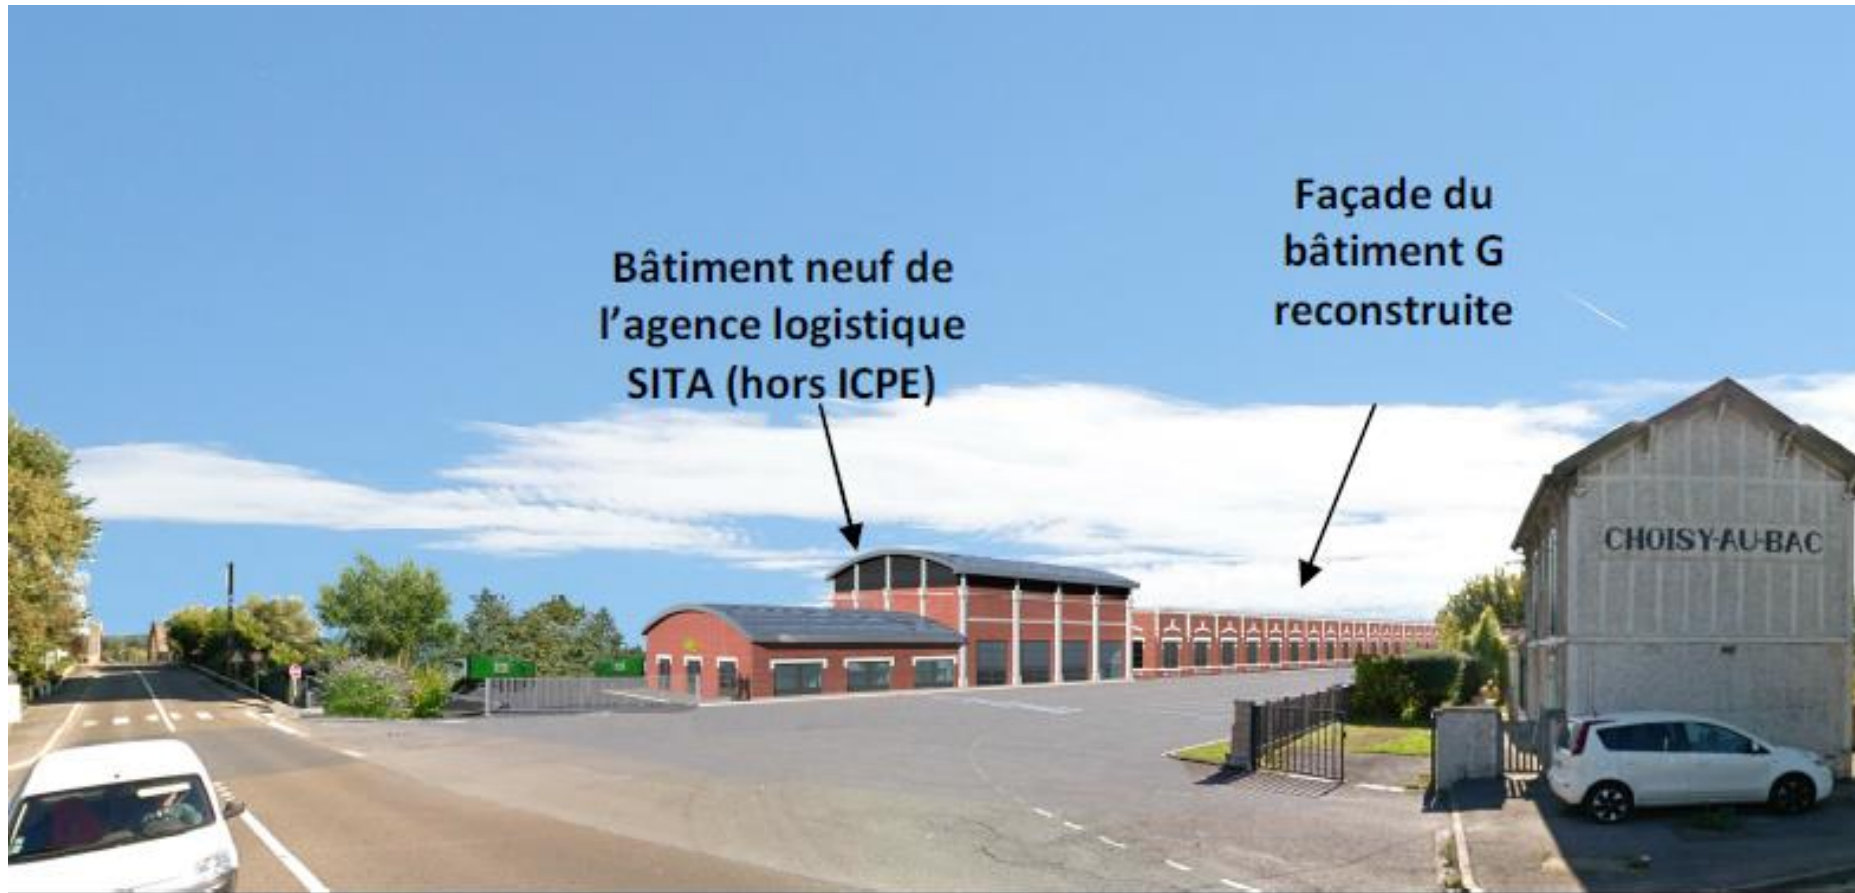 Façade du
bâtiment G
reconstruite
Bâtiment neuf de
l'agence logistique
SITA (hors ICPE)
CHOISY-AU-BAC